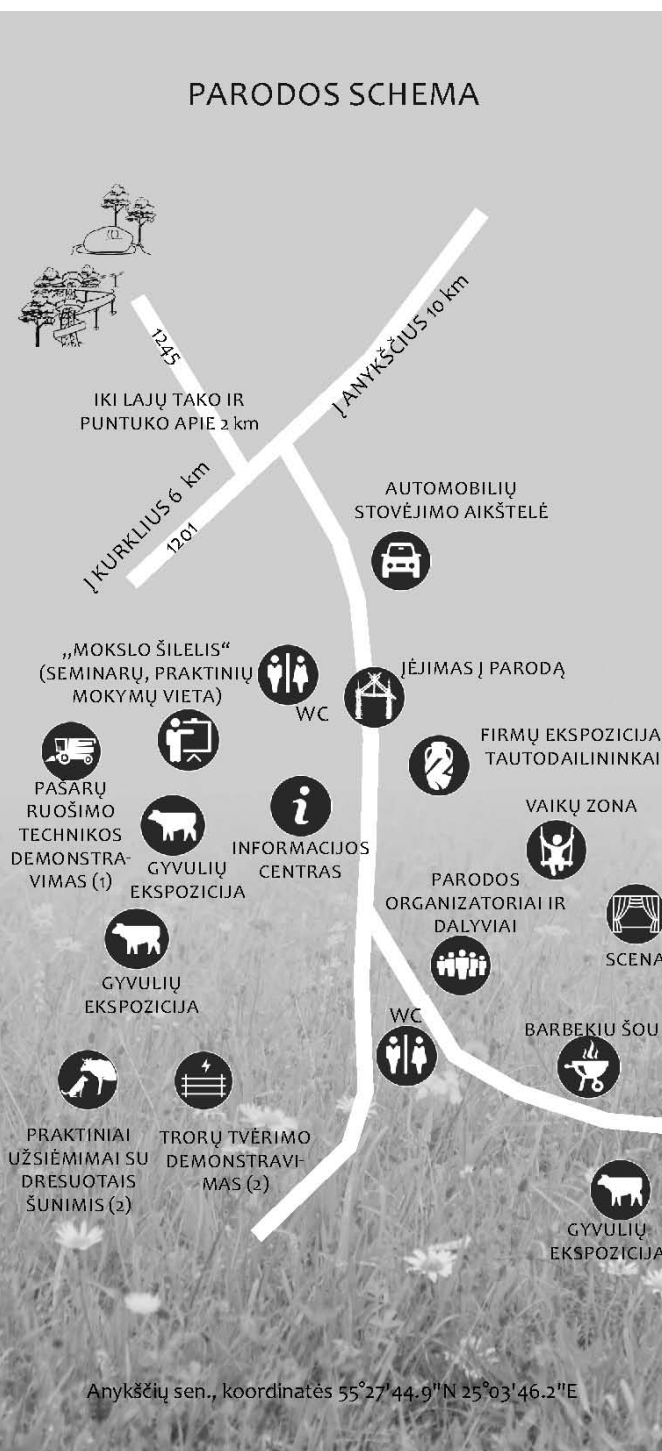 PARODOS SCHEMA
1245
Į ANYKŠČIUS 10 km
IKI LAJŲ TAKO IR
PUNTUKO APIE 2 km
Į KURKLIUS 6 km
1201
AUTOMOBILIŲ
STOVĖJIMO AIKŠTELĖ
„MOKSLO ŠILELIS“
(SEMINARŲ, PRAKTINIŲ
MOKYMŲ VIETA)
WC
ĮĖJIMAS Į PARODĄ
FIRMŲ EKSPOZICIJA
TAUTODAILININKAI
PAŠARŲ
RUOŠIMO
TECHNIKOS
DEMONSTRA-
VIMAS (1)
GYVULIŲ
EKSPOZICIJA
i
INFORMACIJOS
CENTRAS
VAIKŲ ZONA
PARODOS
ORGANIZATORIAI IR
DALYVIAI
SCENA
GYVULIŲ
EKSPOZICIJA
WC
BARBEKIU ŠOU
PRAKTINIAI
UŽSIĖMIMAI SU
DRESUOTAIS
ŠUNIMIS (2)
TRORŲ TVĖRIMO
DEMONSTRAVI-
MAS (2)
GYVULIŲ
EKSPOZICIJA
Anykščių sen., koordinatės 55°27'44.9"N 25°03'46.2"E